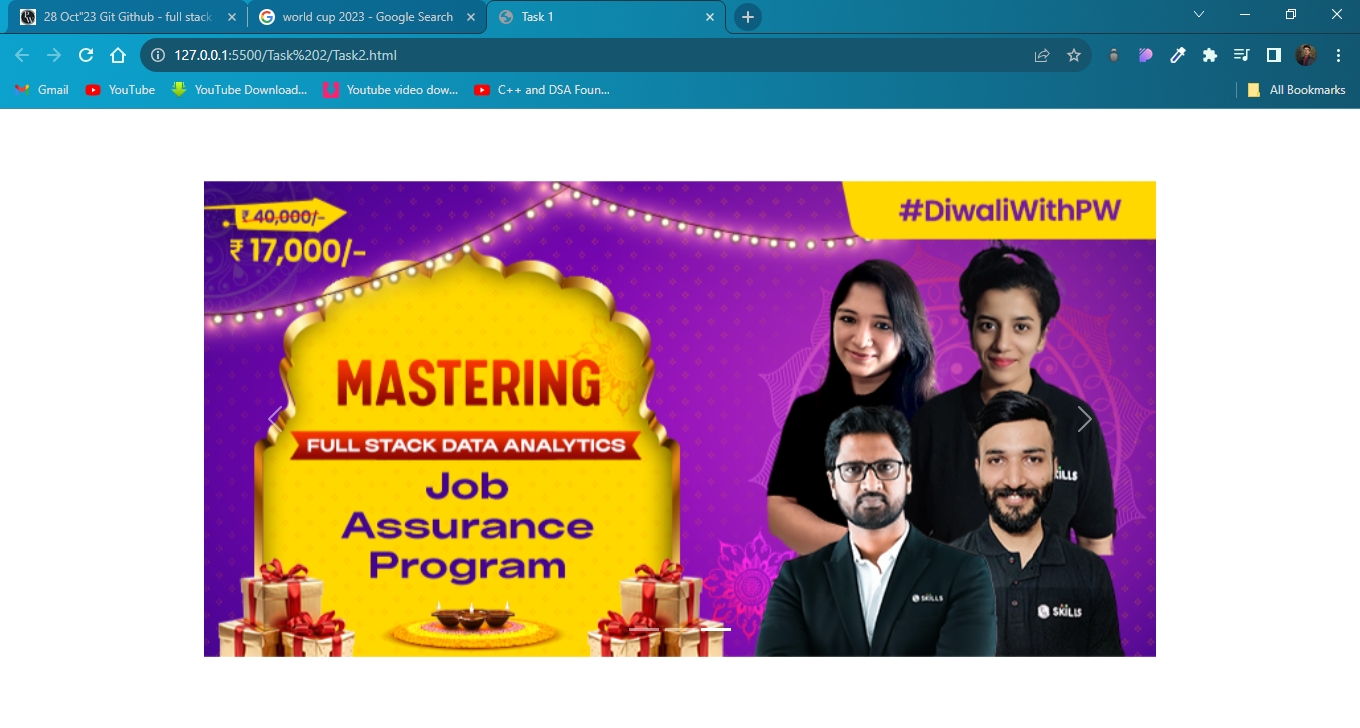 28 Oct"23 Git Github - full stack
world cup 2023 - Google Search
Task 1
127.0.0.1:5500/Task%202/Task2.html
Gmail
YouTube
YouTube Download...
Youtube video dow...
C++ and DSA Foun...
All Bookmarks
₹ 40,000/-
₹ 17,000/-
#DiwaliWithPW
MASTERING
FULL STACK DATA ANALYTICS
Job
Assurance
Program
KILLS
SKILLS
SKILLS